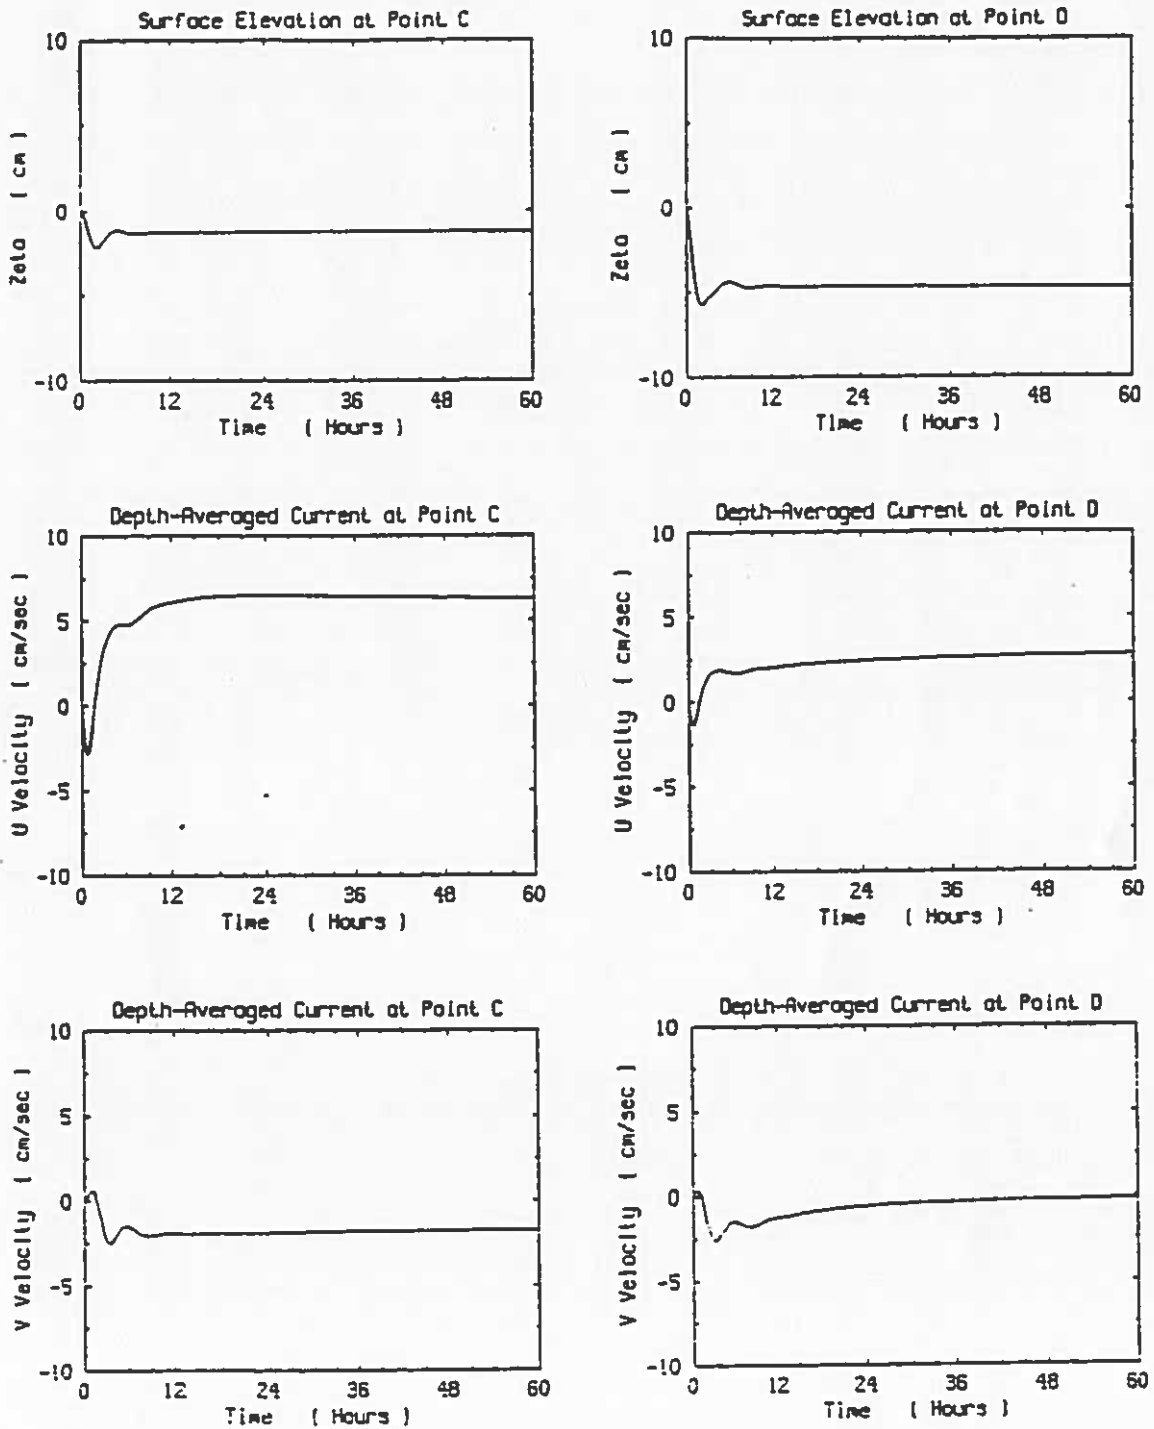 Surface Elevation at Point C
10
0
-10
Zeta ( cm )
0 12 24 36 48 60
Time ( Hours )
Surface Elevation at Point D
10
0
-10
Zeta ( cm )
0 12 24 36 48 60
Time ( Hours )
Depth-Averaged Current at Point C
10
5
0
-5
-10
U Velocity ( cm/sec )
0 12 24 36 48 60
Time ( Hours )
Depth-Averaged Current at Point D
10
5
0
-5
-10
U Velocity ( cm/sec )
0 12 24 36 48 60
Time ( Hours )
Depth-Averaged Current at Point C
10
5
0
-5
-10
V Velocity ( cm/sec )
0 12 24 36 48 60
Time ( Hours )
Depth-Averaged Current at Point D
10
5
0
-5
-10
V Velocity ( cm/sec )
0 12 24 36 48 60
Time ( Hours )